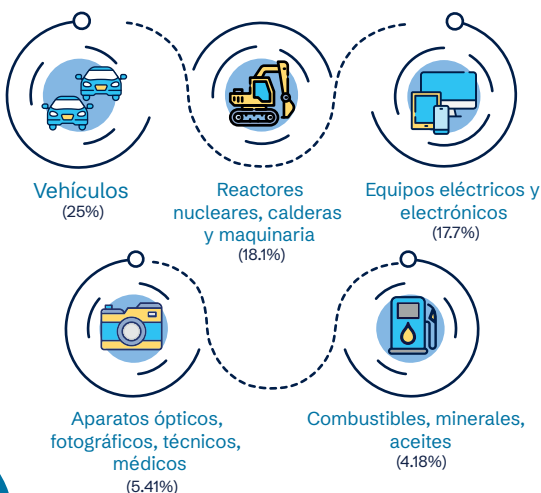 Vehículos
(25%)
Reactores
nucleares, calderas
y maquinaria
(18.1%)
Equipos eléctricos y
electrónicos
(17.7%)
Aparatos ópticos,
fotográficos, técnicos,
médicos
(5.41%)
Combustibles, minerales,
aceites
(4.18%)